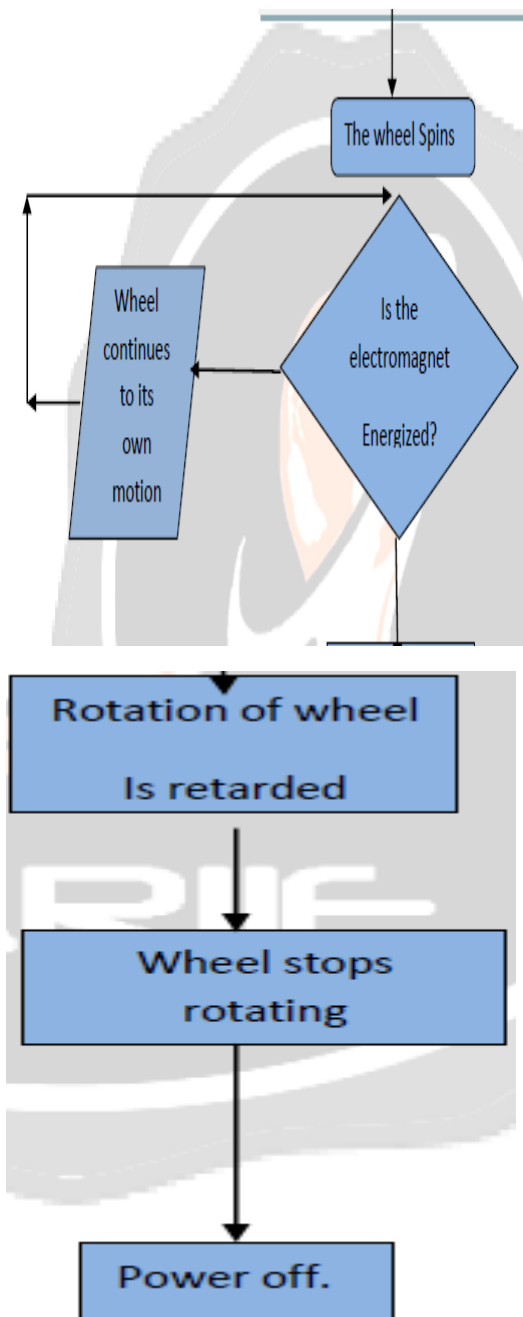 The wheel Spins
Is the
electromagnet
Energized?
Wheel
continues
to its
own
motion
Rotation of wheel
Is retarded
Wheel stops
rotating
Power off.